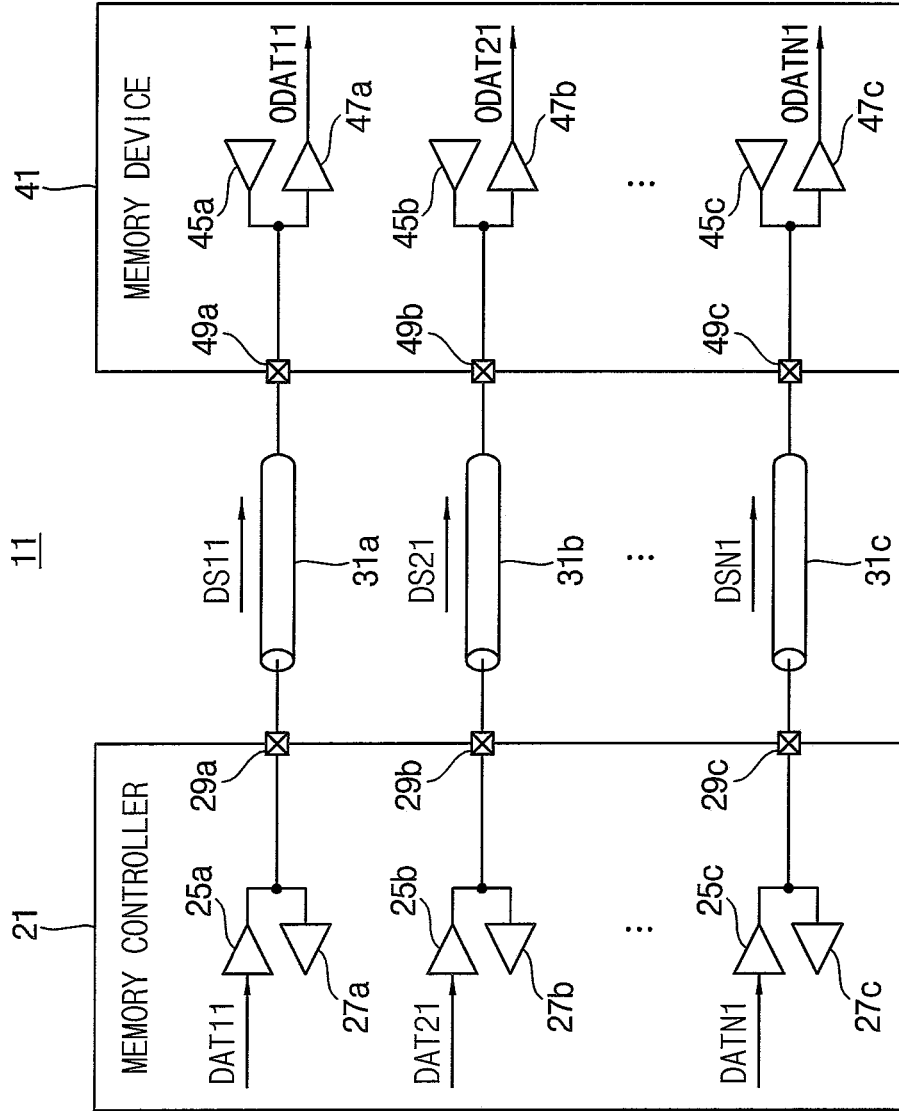 11
21
MEMORY CONTROLLER
41
MEMORY DEVICE
DAT11
25a
27a
29a
DS11
31a
49a
45a
47a
ODAT11
DAT21
25b
27b
29b
DS21
31b
49b
45b
47b
ODAT21
...
...
...
DATN1
25c
27c
29c
DSN1
31c
49c
45c
47c
ODATN1